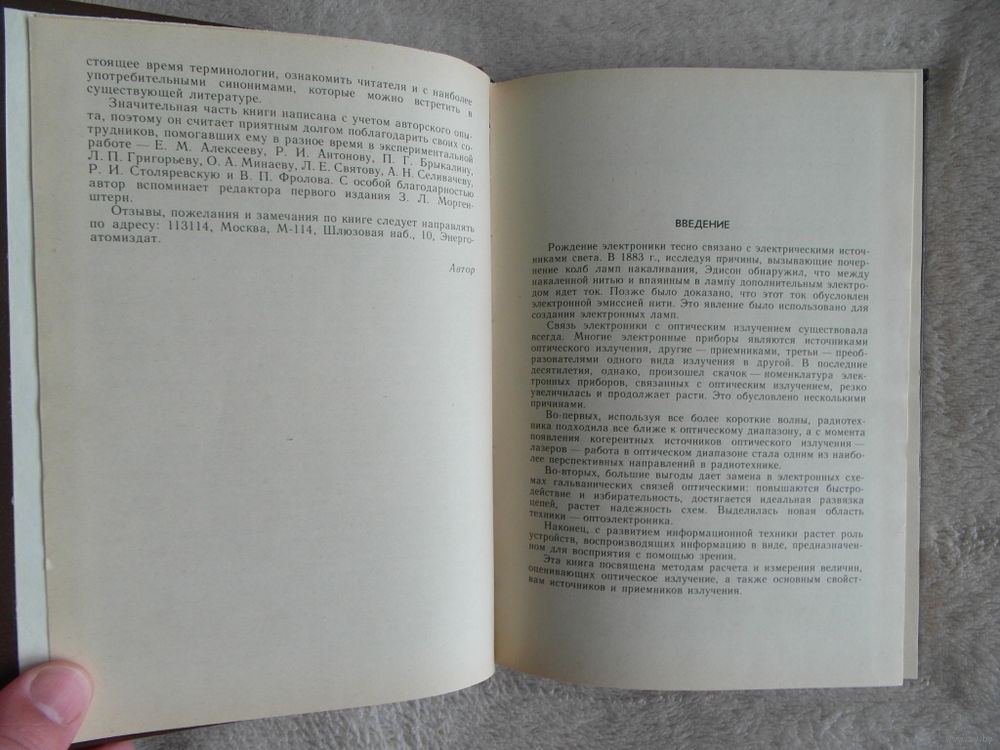 стоящее время терминологии, ознакомить читателя и с наиболее
употребительными синонимами, которые можно встретить в
существующей литературе.
Значительная часть книги написана с учетом авторского опы-
та, поэтому он считает приятным долгом поблагодарить своих со-
трудников, помогавших ему в разное время в экспериментальной
работе — Е. М. Алексееву, Р. И. Антонову, П. Г. Брыкалину,
Л. П. Григорьеву, О. А. Минаеву, Л. Е. Святову, А. Н. Селивачеву,
Р. И. Столяревскую и В. П. Фролова. С особой благодарностью
автор вспоминает редактора первого издания З. Л. Морген-
штерн.
Отзывы, пожелания и замечания по книге следует направлять
по адресу: 113114, Москва, М-114, Шлюзовая наб., 10, Энерго-
атомиздат.
Автор
ВВЕДЕНИЕ
Рождение электроники тесно связано с электрическими источ-
никами света. В 1883 г., исследуя причины, вызывающие почер-
нение колб ламп накаливания, Эдисон обнаружил, что между
накаленной нитью и впаянным в лампу дополнительным электро-
дом идет ток. Позже было доказано, что этот ток обусловлен
электронной эмиссией нити. Это явление было использовано для
создания электронных ламп.
Связь электроники с оптическим излучением существовала
всегда. Многие электронные приборы являются источниками
оптического излучения, другие — приемниками, третьи — преоб-
разователями одного вида излучения в другой. В последние
десятилетия, однако, произошел скачок — номенклатура элек-
тронных приборов, связанных с оптическим излучением, резко
увеличилась и продолжает расти. Это обусловлено несколькими
причинами.
Во-первых, используя все более короткие волны, радиотех-
ника подходила все ближе к оптическому диапазону, а с момента
появления когерентных источников оптического излучения —
лазеров — работа в оптическом диапазоне стала одним из наибо-
лее перспективных направлений в радиотехнике.
Во-вторых, большие выгоды дает замена в электронных схе-
мах гальванических связей оптическими: повышаются быстро-
действие и избирательность, достигается идеальная развязка
цепей, растет надежность схем. Выделилась новая область
техники — оптоэлектроника.
Наконец, с развитием информационной техники растет роль
устройств, воспроизводящих информацию в виде, предназначен-
ном для восприятия с помощью зрения.
Эта книга посвящена методам расчета и измерения величин,
оценивающих оптическое излучение, а также основным свойст-
вам источников и приемников излучения.